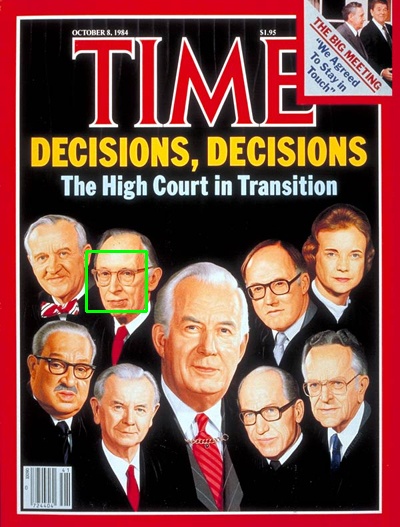 OCTOBER 8, 1984
$1.95
TIME
THE BIG MEETING
"We Agreed
To Stay in
Touch"
DECISIONS, DECISIONS
The High Court in Transition
41